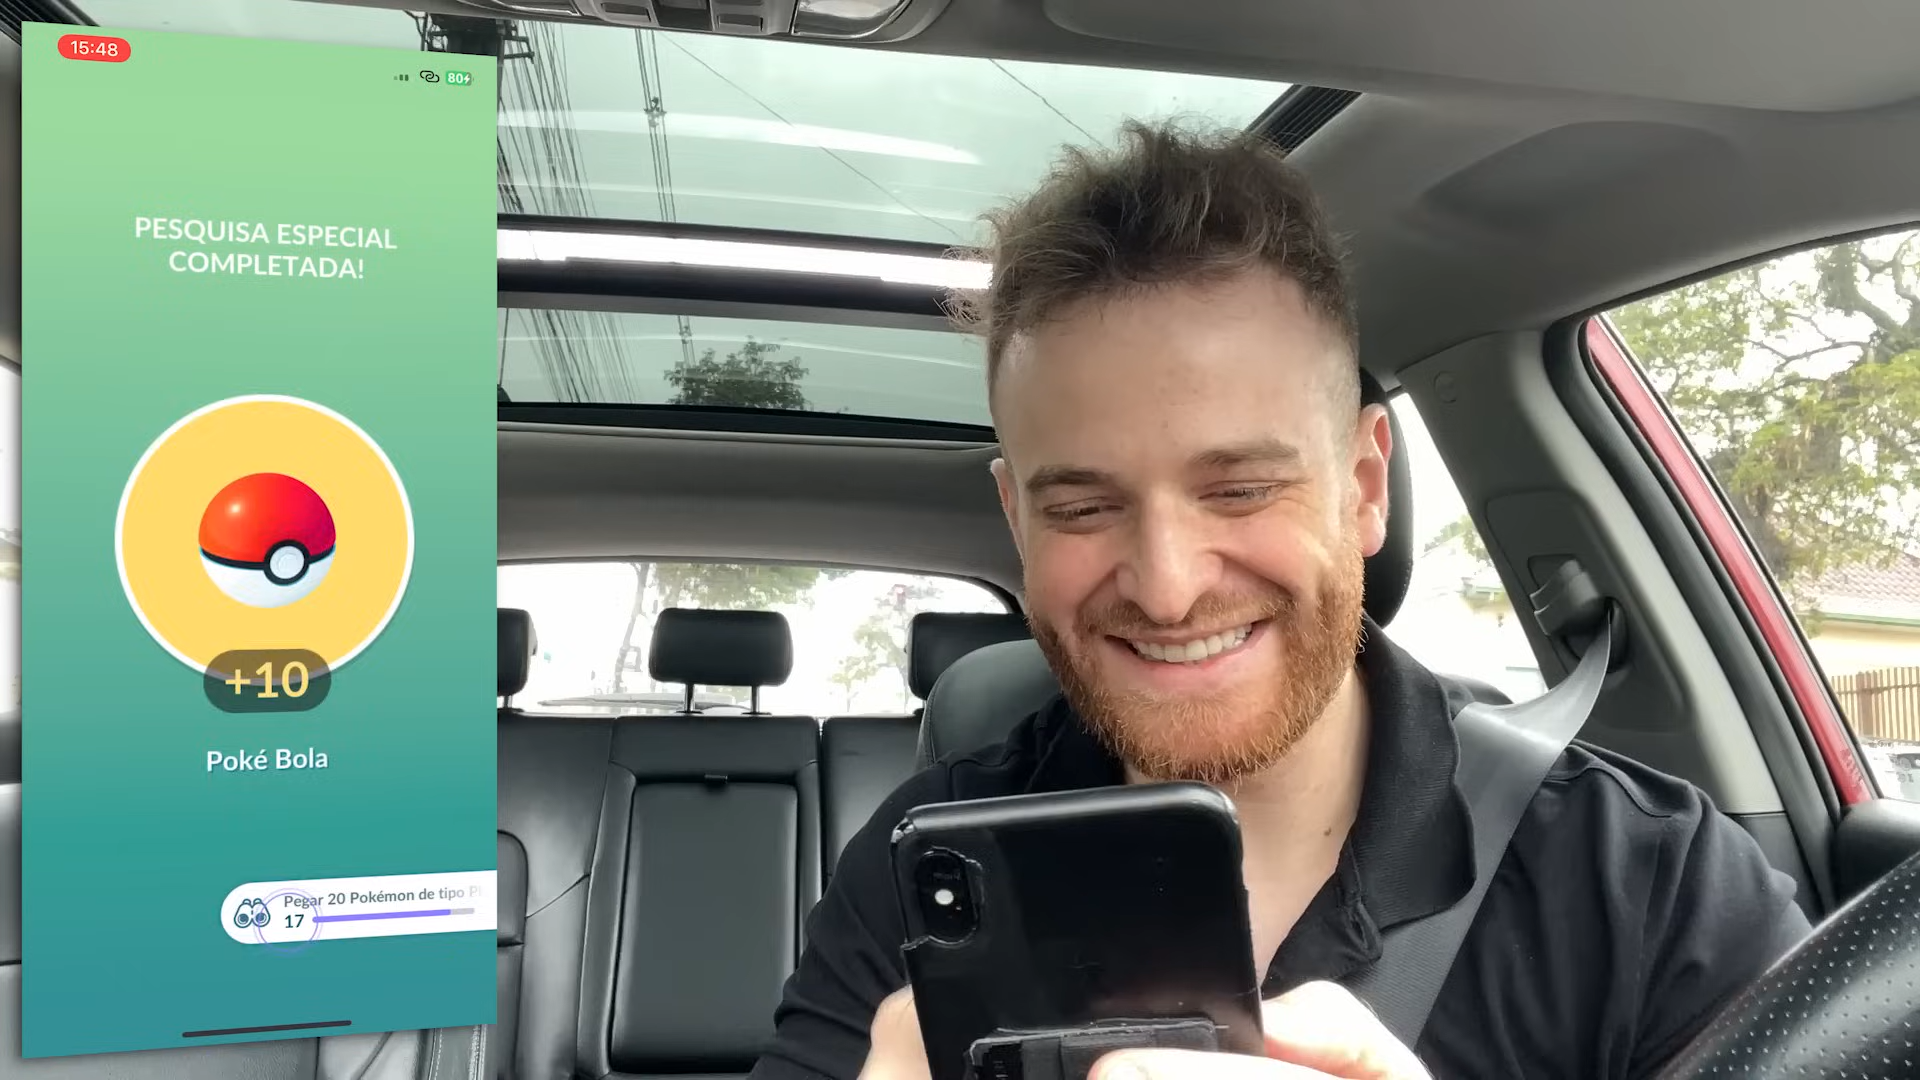 15:48
80
PESQUISA ESPECIAL
COMPLETADA!
+10
Poké Bola
Pegar 20 Pokémon de tipo
17